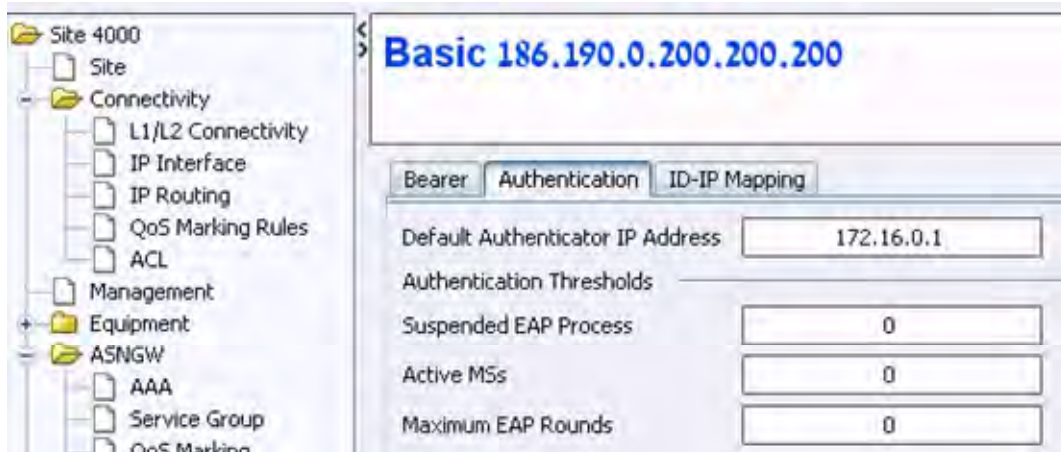 Site 4000
Site
Connectivity
L1/L2 Connectivity
IP Interface
IP Routing
QoS Marking Rules
ACL
Management
Equipment
ASNGW
AAA
Service Group
QoS Marking
Basic 186.190.0.200.200.200
Bearer Authentication ID-IP Mapping
Default Authenticator IP Address 172.16.0.1
Authentication Thresholds
Suspended EAP Process 0
Active MSs 0
Maximum EAP Rounds 0